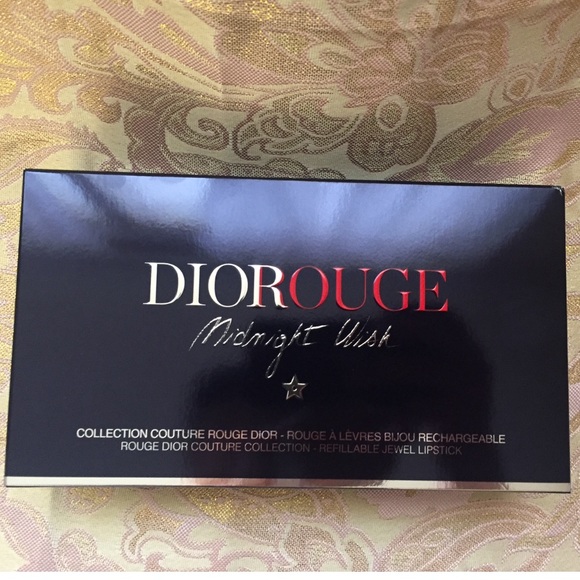 DIOROUGE
Midnight Wish
COLLECTION COUTURE ROUGE DIOR - ROUGE À LÈVRES BIJOU RECHARGEABLE
ROUGE DIOR COUTURE COLLECTION - REFILLABLE JEWEL LIPSTICK